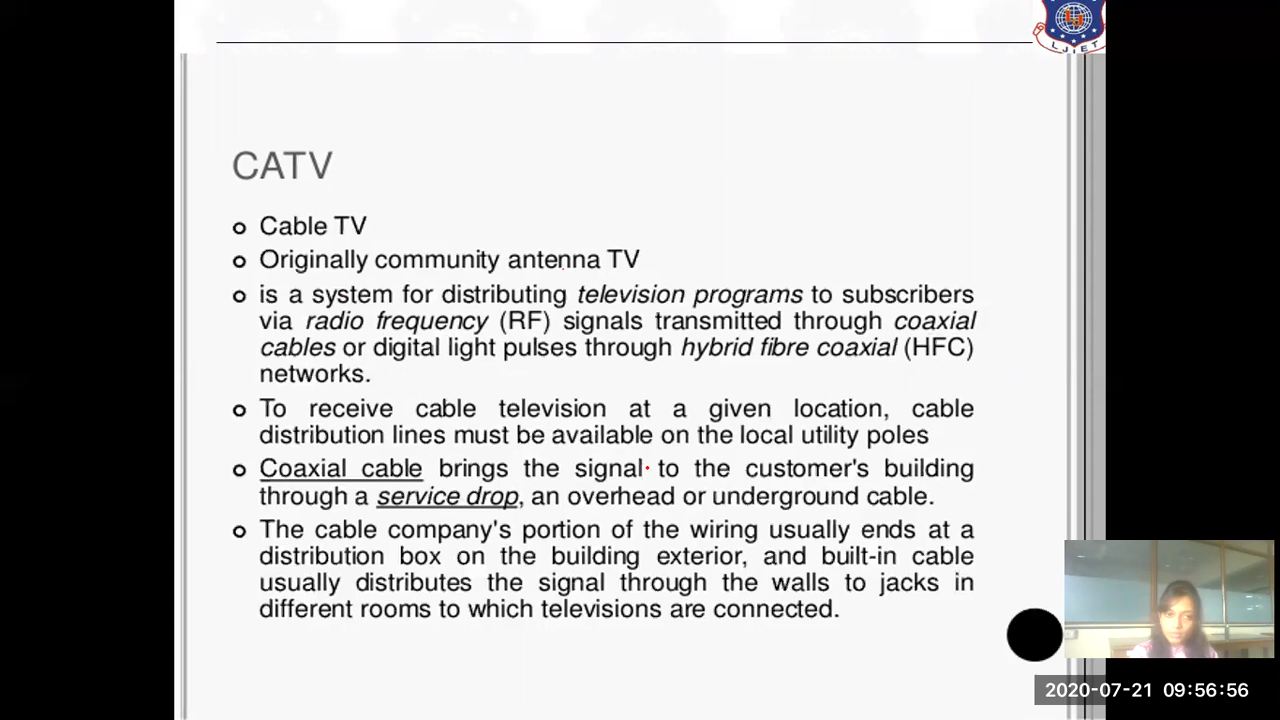 LJIET
CATV
Cable TV
Originally community antenna TV
is a system for distributing television programs to subscribers
via radio frequency (RF) signals transmitted through coaxial
cables or digital light pulses through hybrid fibre coaxial (HFC)
networks.
To receive cable television at a given location, cable
distribution lines must be available on the local utility poles
Coaxial cable brings the signal to the customer's building
through a service drop, an overhead or underground cable.
The cable company's portion of the wiring usually ends at a
distribution box on the building exterior, and built-in cable
usually distributes the signal through the walls to jacks in
different rooms to which televisions are connected.
2020-07-21 09:56:56